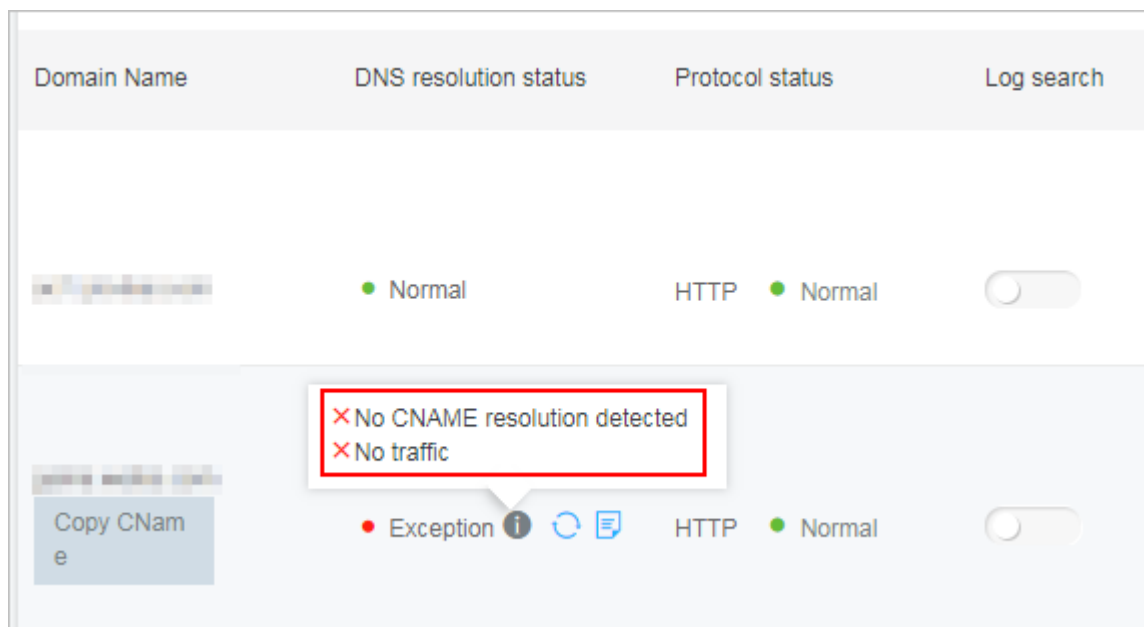 Domain Name DNS resolution status Protocol status Log search
Normal HTTP Normal
No CNAME resolution detected
No traffic
Copy CNam
e
Exception HTTP Normal